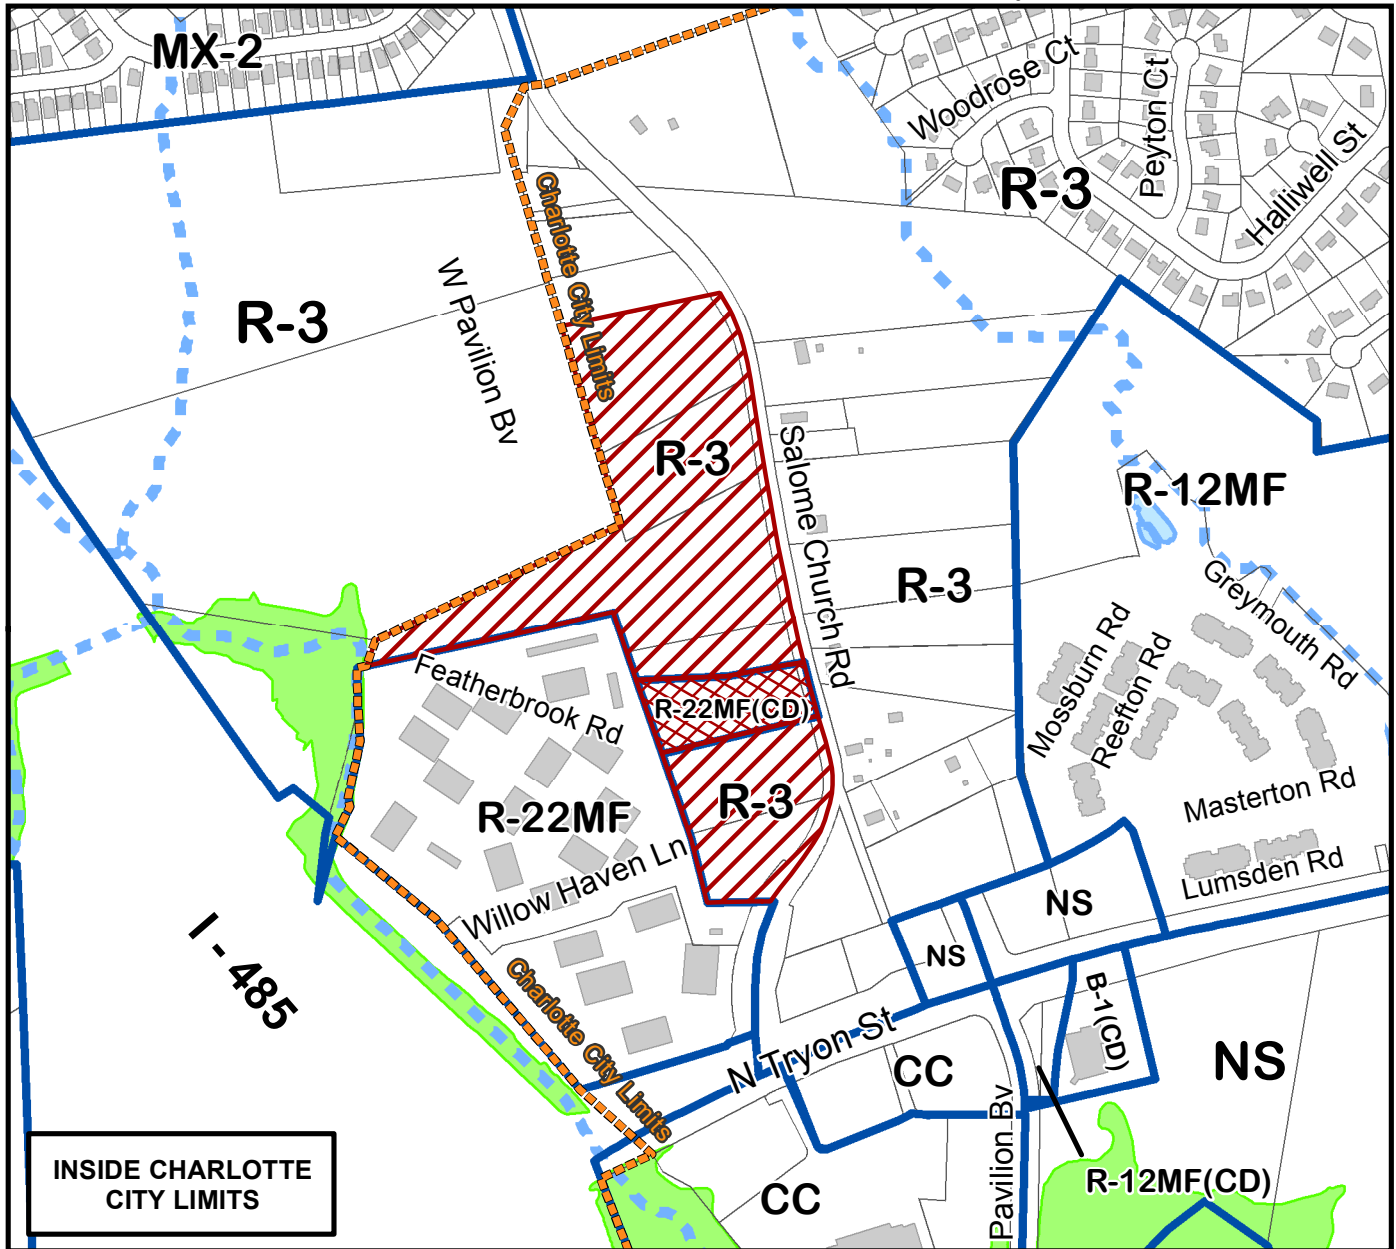 MX-2
Woodrose Ct
Peyton Ct
Halliwell St
R-3
Charlotte City Limits
W Pavilion Bv
R-3
R-3
Salome Church Rd
R-12MF
R-3
Greymouth Rd
Mossburn Rd
Reefton Rd
Featherbrook Rd
R-22MF(CD)
R-3
R-22MF
Masterton Rd
Willow Haven Ln
Lumsden Rd
NS
NS
I - 485
Charlotte City Limits
B-1(CD)
N Tryon St
CC
NS
Pavilion Bv
R-12MF(CD)
CC
INSIDE CHARLOTTE
CITY LIMITS